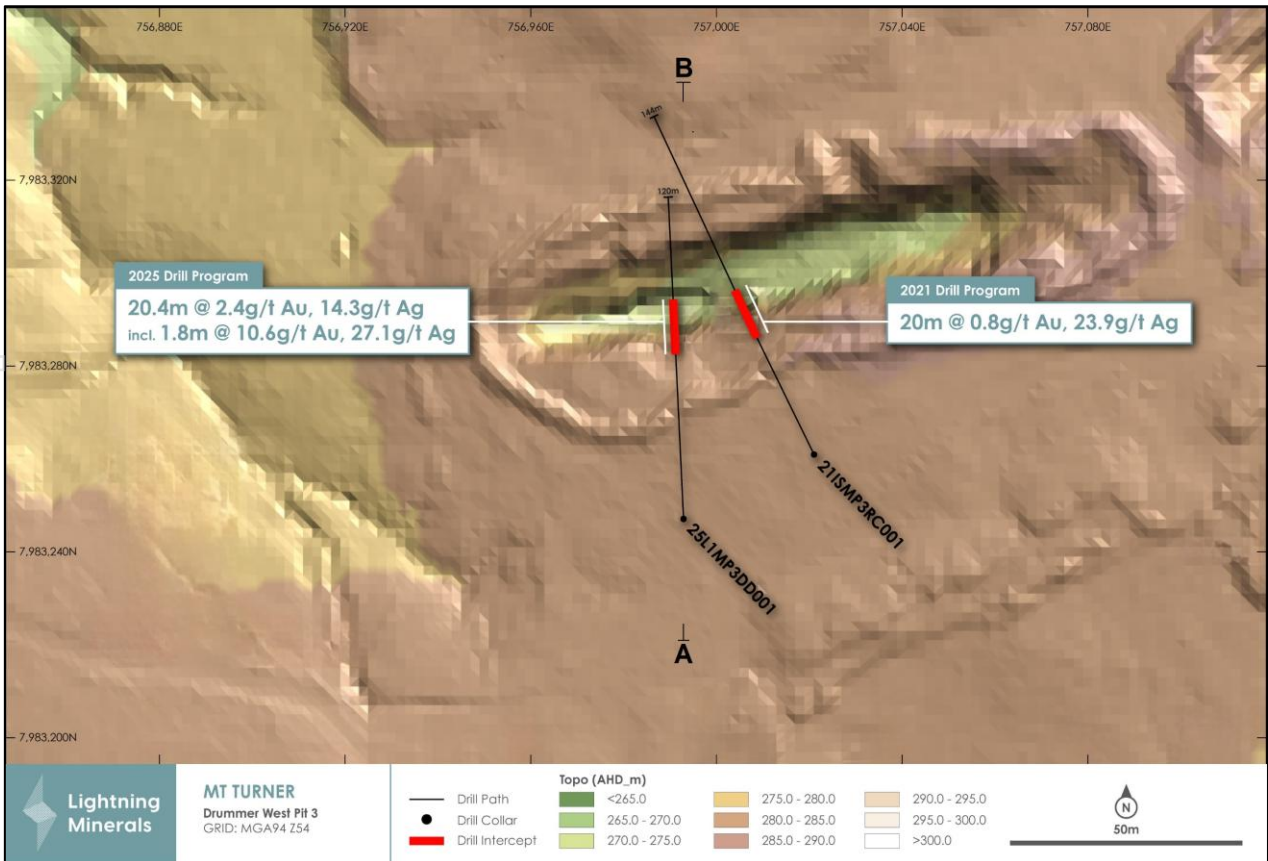 756,880E
756,920E
756,960E
757,000E
757,040E
757,080E
B
144m
7,983,320N
120m
2025 Drill Program
20.4m @ 2.4g/t Au, 14.3g/t Ag
incl. 1.8m @ 10.6g/t Au, 27.1g/t Ag
2021 Drill Program
20m @ 0.8g/t Au, 23.9g/t Ag
7,983,280N
21ISMP3RC001
25L1MP3DD001
7,983,240N
A
7,983,200N
Lightning
Minerals
MT TURNER
Drummer West Pit 3
GRID: MGA94 Z54
Drill Path
Drill Collar
Drill Intercept
Topo (AHD_m)
<265.0
265.0 - 270.0
270.0 - 275.0
275.0 - 280.0
280.0 - 285.0
285.0 - 290.0
290.0 - 295.0
295.0 - 300.0
>300.0
N
50m